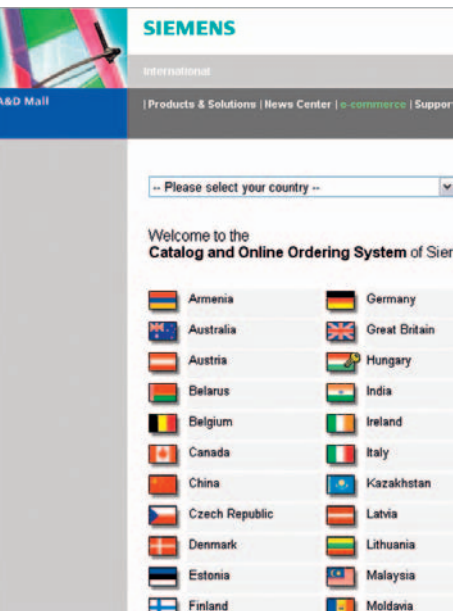 SIEMENS
International
A&D Mall
| Products & Solutions | News Center | e-commerce | Support
-- Please select your country --
Welcome to the
Catalog and Online Ordering System of Sier
Armenia
Germany
Australia
Great Britain
Austria
Hungary
Belarus
India
Belgium
Ireland
Canada
Italy
China
Kazakhstan
Czech Republic
Latvia
Denmark
Lithuania
Estonia
Malaysia
Finland
Moldavia